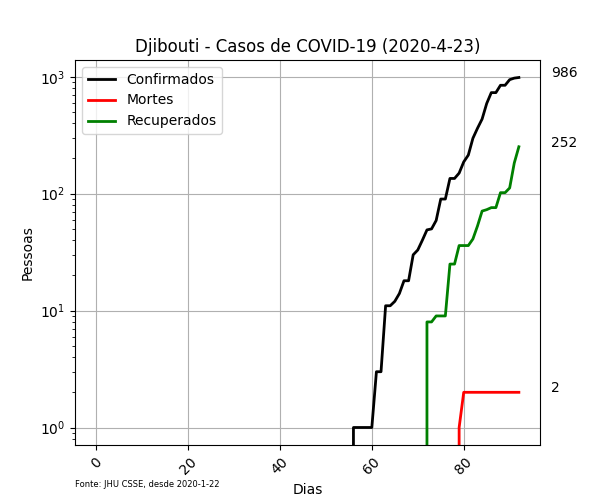 Djibouti - Casos de COVID-19 (2020-4-23)
Confirmados
Mortes
Recuperados
986
252
2
10³
10²
10¹
10⁰
Pessoas
0
20
40
60
80
Dias
Fonte: JHU CSSE, desde 2020-1-22